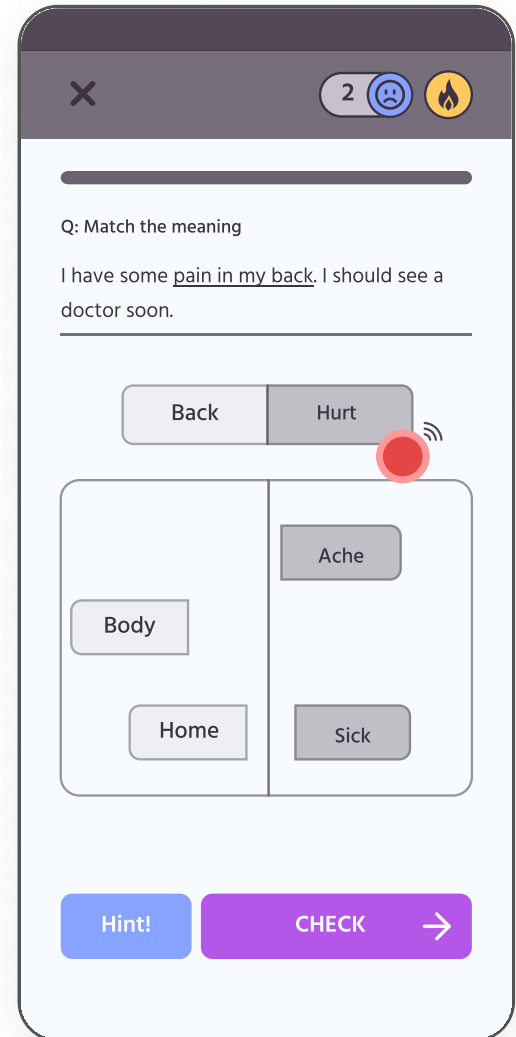 2
Q: Match the meaning
I have some pain in my back. I should see a
doctor soon.
Back Hurt
Ache
Body
Home Sick
Hint! CHECK